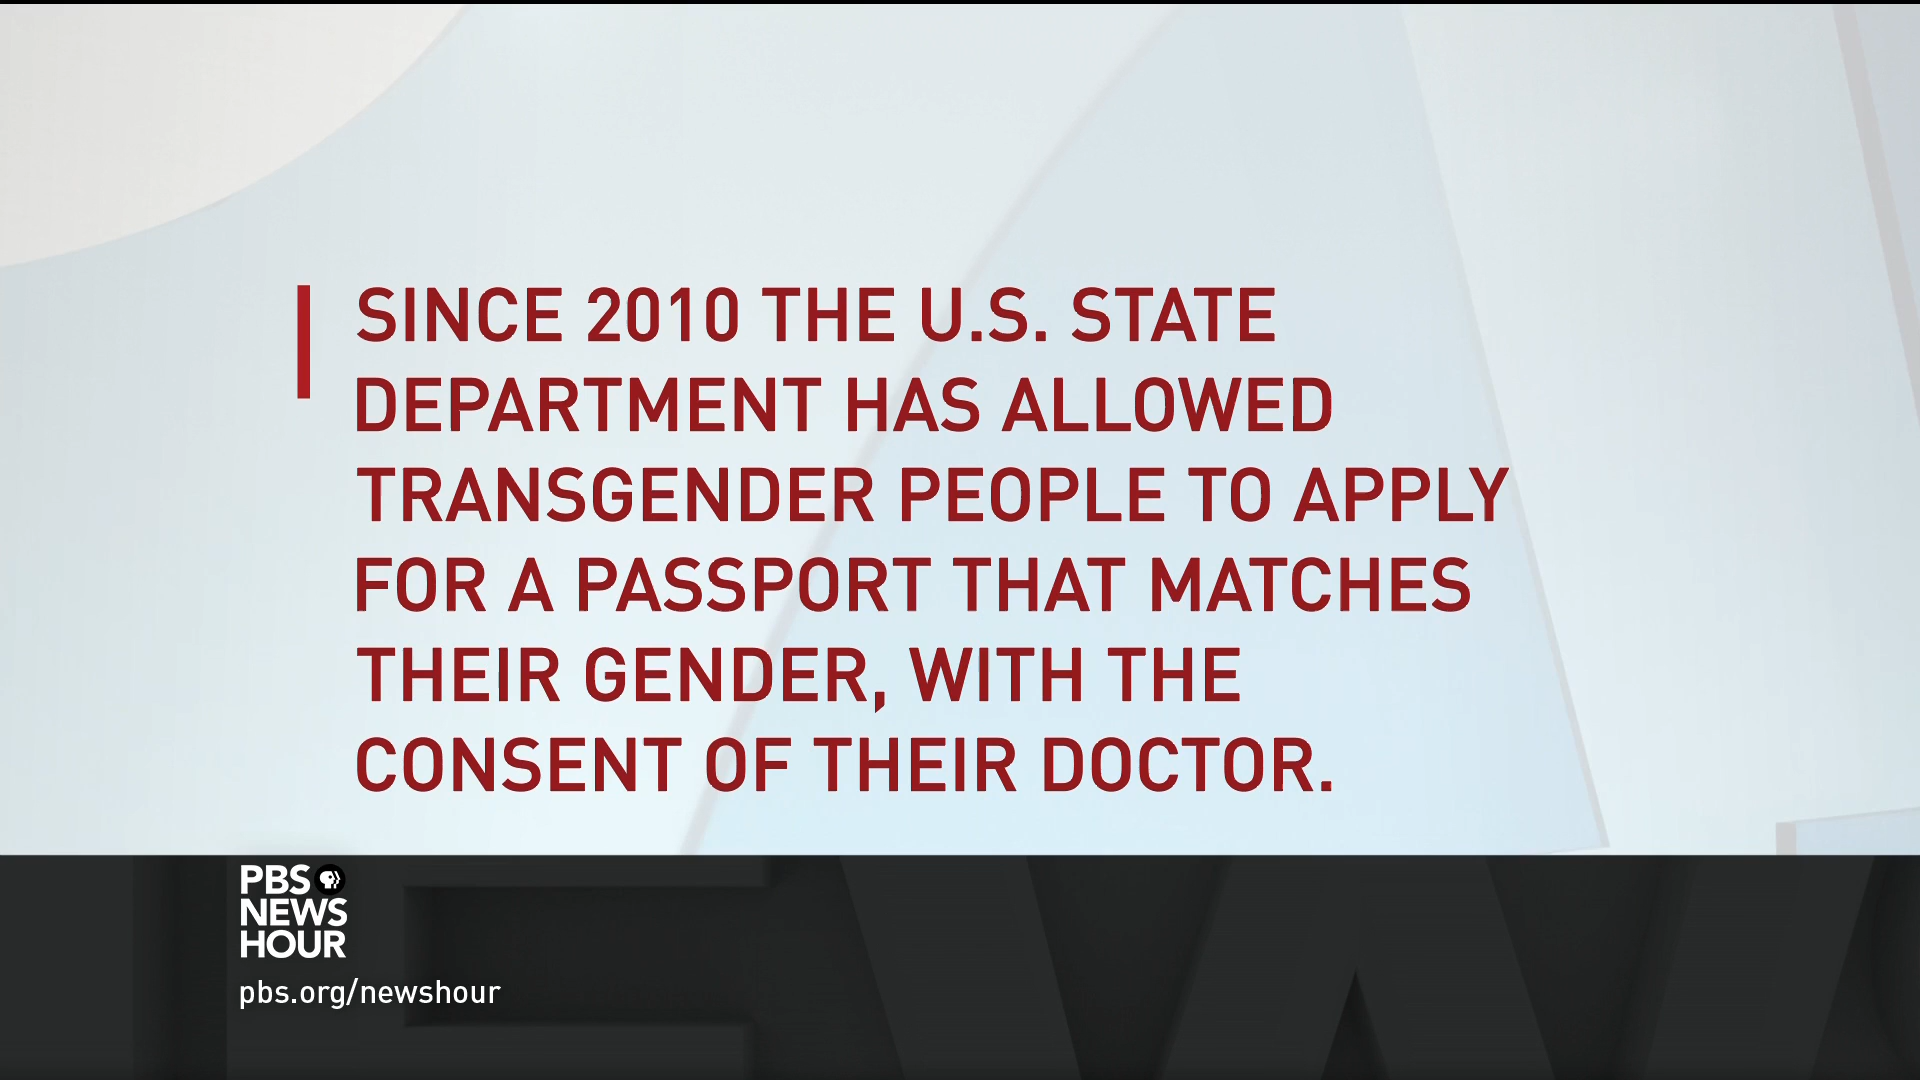 SINCE 2010 THE U.S. STATE
DEPARTMENT HAS ALLOWED
TRANSGENDER PEOPLE TO APPLY
FOR A PASSPORT THAT MATCHES
THEIR GENDER, WITH THE
CONSENT OF THEIR DOCTOR.
PBS
NEWS
HOUR
pbs.org/newshour